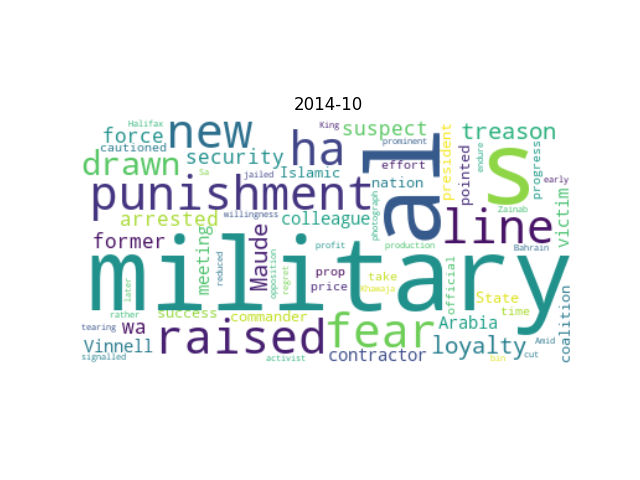 2014-10
Halifax
force
cautioned
new
King
suspect
prominent
treason
drawn
security
Sa
jailed
Islamic
ha
effort
nation
al
president
pointed
endure
s
progress
early
punishment
photograph
Zainab
victim
arrested
willingness
colleague
line
Bahrain
former
meeting
reduced
Maude
opposition
regret
profit
production
military
later
prop
price
take
Khawaja
official
State
time
coalition
rather
success
commander
tearing
wa
raised
fear
Arabia
Vinnell
signalled
activist
contractor
loyalty
bin
cut
Amid